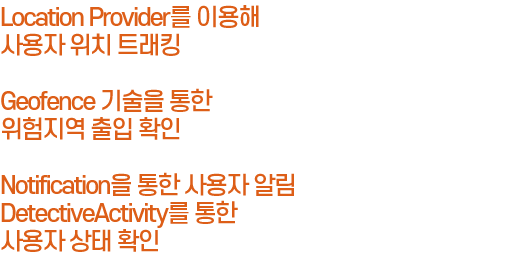 Location Provider를 이용해
사용자 위치 트래킹
Geofence 기술을 통한
위험지역 출입 확인
Notification을 통한 사용자 알림
DetectiveActivity를 통한
사용자 상태 확인